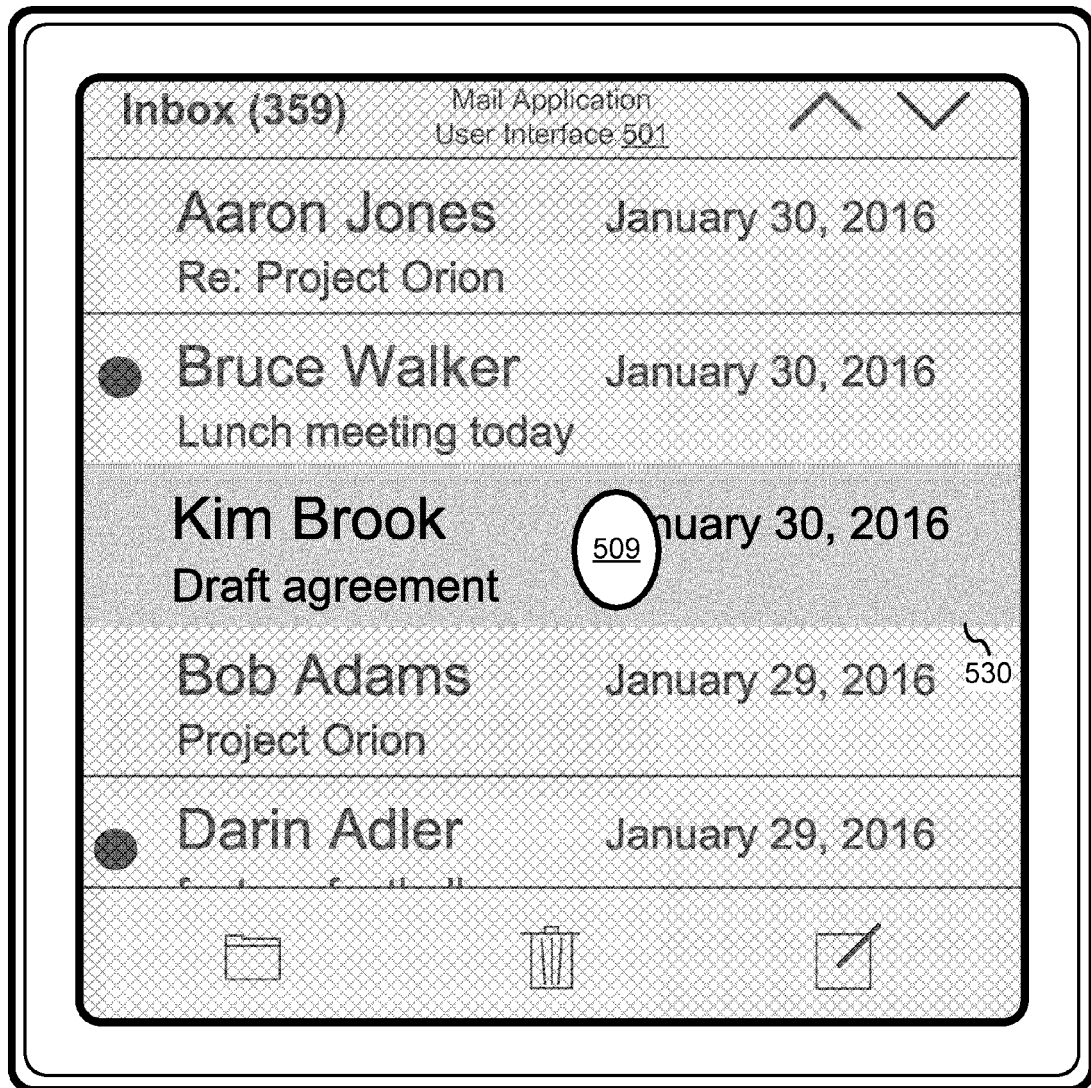 Inbox (359)
Mail Application
User Interface 501
Aaron Jones
January 30, 2016
Re: Project Orion
Bruce Walker
January 30, 2016
Lunch meeting today
Kim Brook
nuary 30, 2016
509
Draft agreement
530
Bob Adams
January 29, 2016
Project Orion
Darin Adler
January 29, 2016